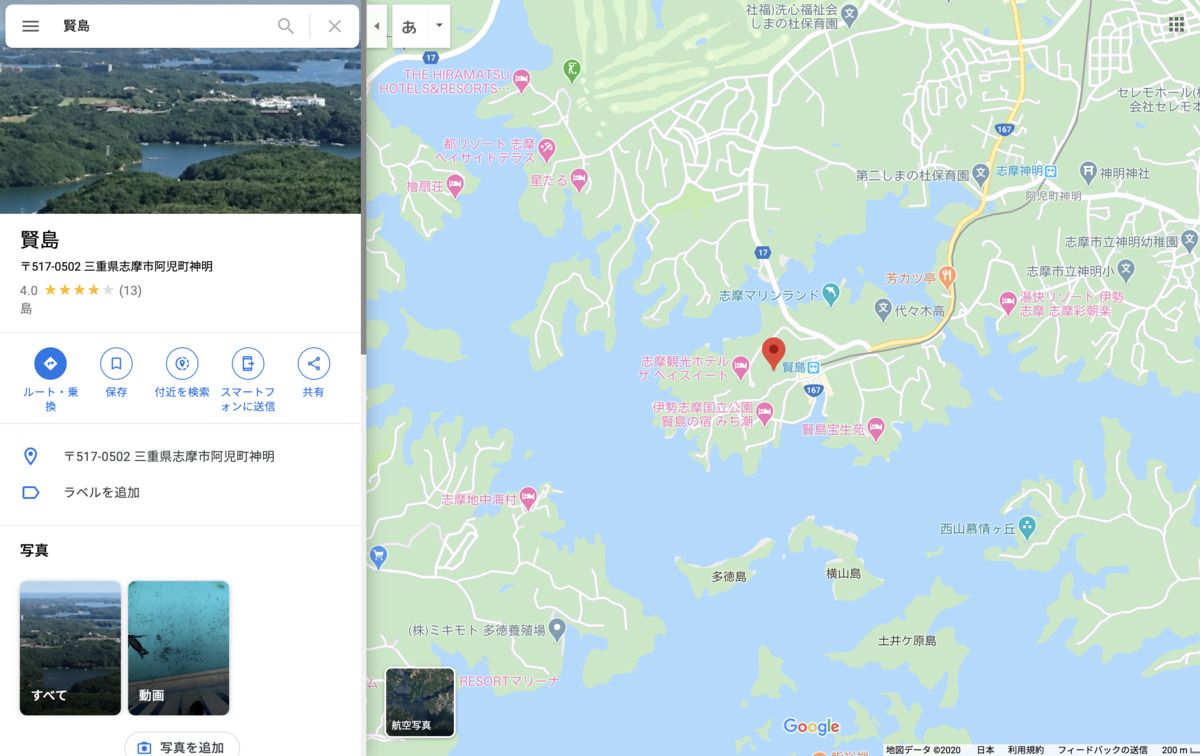 賢島
賢島
〒517-0502 三重県志摩市阿児町神明
4.0
(13)
島
ルート・乗
換
保存
付近を検索
スマートフ
ォンに送信
共有
〒517-0502 三重県志摩市阿児町神明
ラベルを追加
写真
すべて
動画
写真を追加
あ
社福)洗心福祉会
しまの杜保育園
17
THE HIRAMATSU
HOTELS&RESORTS…
セレモホール(株
会社セレモ本
167
都リゾート 志摩
ベイサイドテラス
檜扇荘
星たる
第二しまの杜保育園
志摩神明
神明神社
阿児町神明
志摩市立神明幼稚園
17
志摩市立神明小
芳カツ亭
志摩マリンランド
代々木高
湯快リゾート 伊勢
志摩 志摩彩朝楽
志摩観光ホテル
ザ ベイスイート
賢島
167
伊勢志摩国立公園
賢島の宿 みち潮
賢島宝生苑
志摩地中海村
西山慕情ヶ丘
多徳島
横山島
(株)ミキモト 多徳養殖場
土井ケ原島
RESORTマリーナ
航空写真
Google
地図データ ©2020
日本
利用規約
フィードバックの送信
200 m